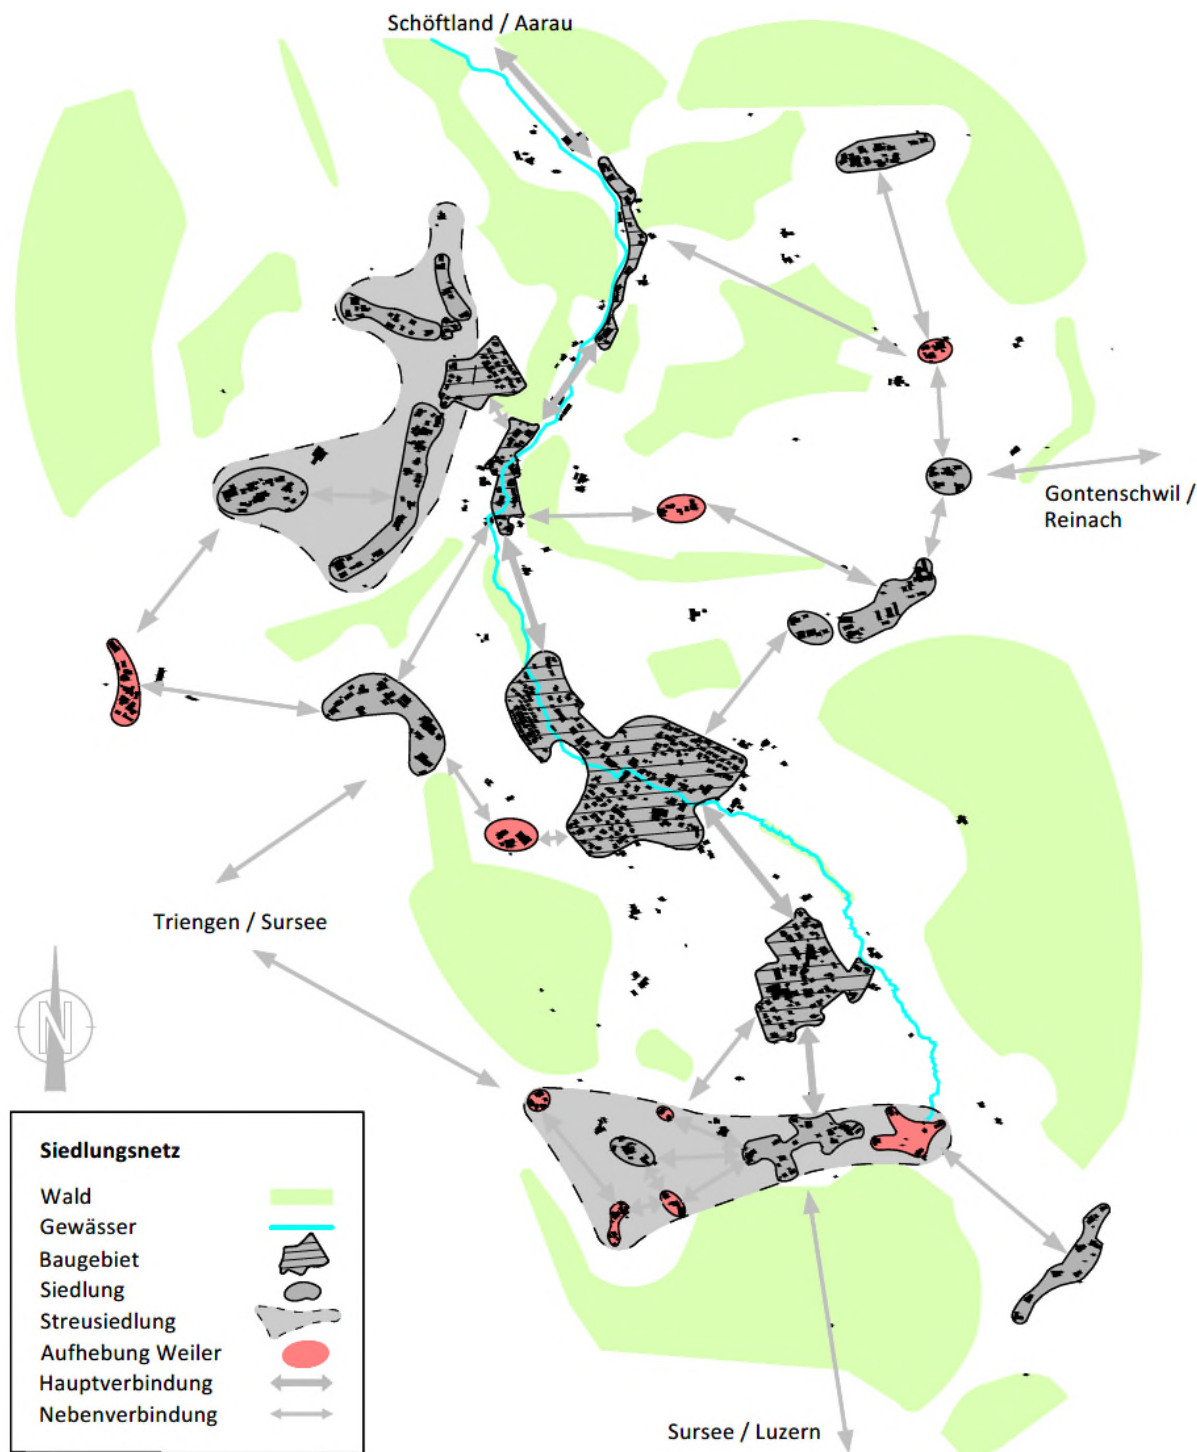 Schöftland / Aarau
Gontenschwil /
Reinach
Triengen / Sursee
N
Siedlungsnetz
Wald
Gewässer
Baugebiet
Siedlung
Streusiedlung
Aufhebung Weiler
Hauptverbindung
Nebenverbindung
Sursee / Luzern